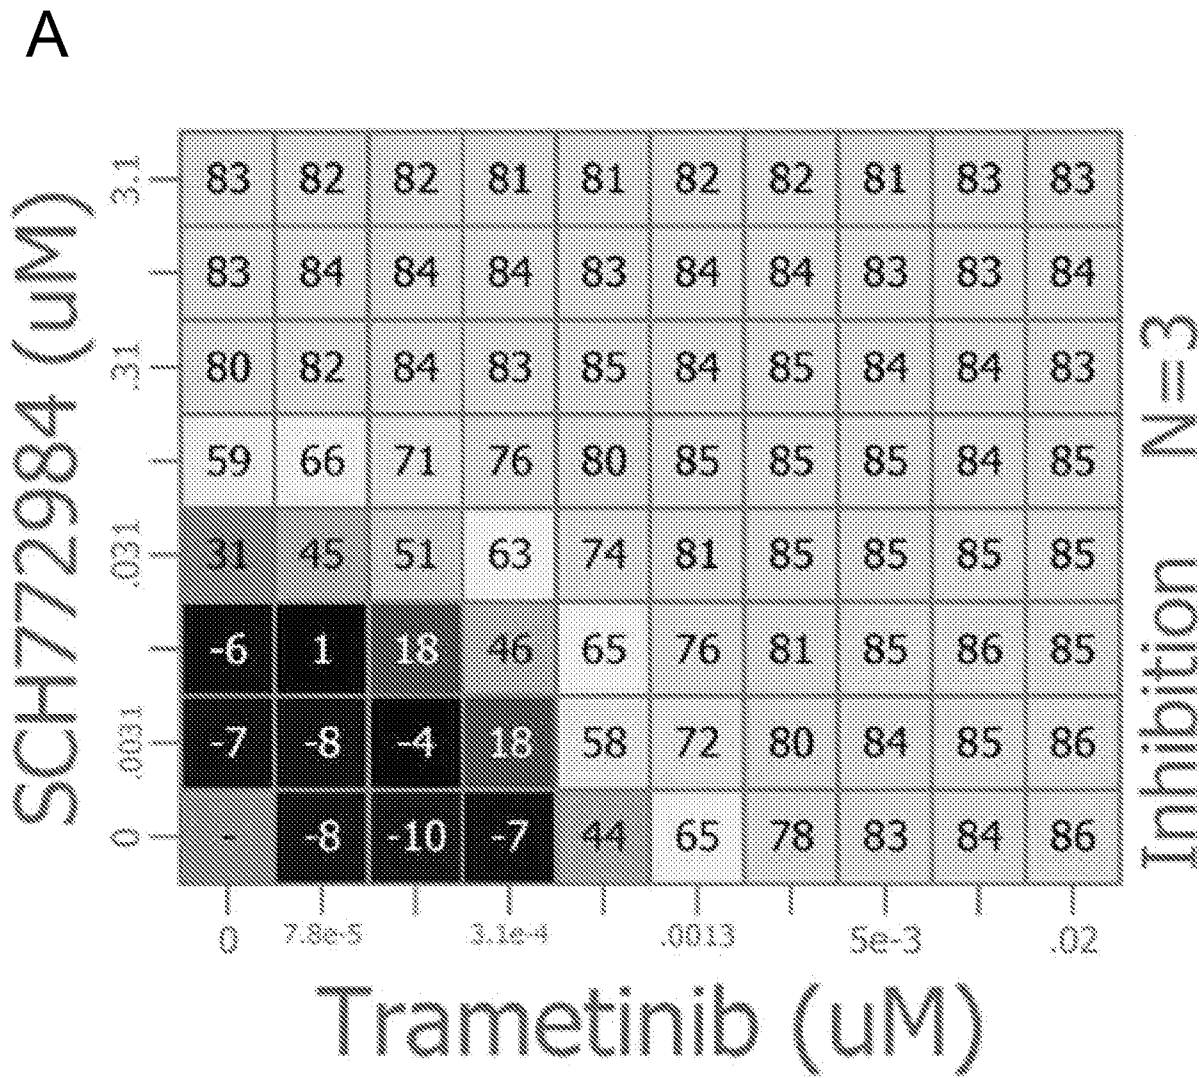 A
SCH772984 (uM)
3.1 83 82 82 81 81 82 82 81 83 83
83 84 84 84 83 84 84 83 83 84
.31 80 82 84 83 85 84 85 84 84 83
59 66 71 76 80 85 85 85 84 85
.031 31 45 51 63 74 81 85 85 85 85
-6 1 18 46 65 76 81 85 86 85
.0031 -7 -8 -4 18 58 72 80 84 85 86
0 - -8 -10 -7 44 65 78 83 84 86
0 7.8e-5 3.1e-4 .0013 5e-3 .02
Trametinib (uM)
Inhibition N=3